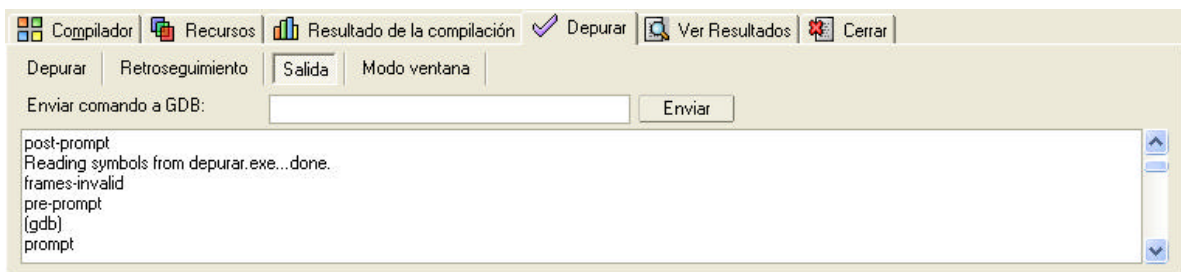 Compilador Recursos Resultado de la compilación Depurar Ver Resultados Cerrar
Depurar Retroseguimiento Salida Modo ventana
Enviar comando a GDB: Enviar
post-prompt
Reading symbols from depurar.exe...done.
frames-invalid
pre-prompt
(gdb)
prompt